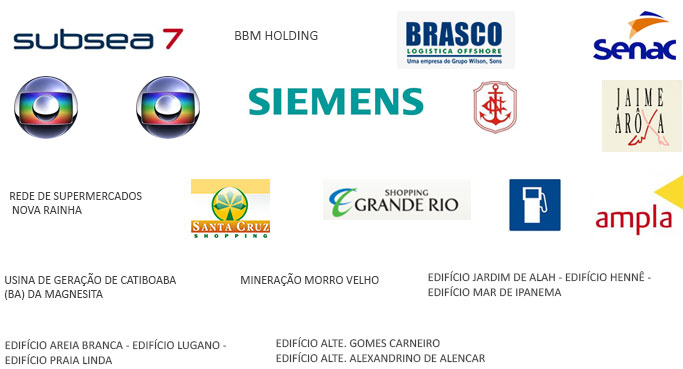 subsea 7
BBM HOLDING
BRASCO
LOGÍSTICA OFFSHORE
Uma empresa do Grupo Wilson, Sons
senac
SIEMENS
JAIME
ARÔXA
REDE DE SUPERMERCADOS
NOVA RAINHA
SANTA CRUZ
SHOPPING
SHOPPING
GRANDE RIO
ampla
USINA DE GERAÇÃO DE CATIBOABA
(BA) DA MAGNESITA
MINERAÇÃO MORRO VELHO
EDIFÍCIO JARDIM DE ALAH - EDIFÍCIO HENNÊ -
EDIFÍCIO MAR DE IPANEMA
EDIFÍCIO AREIA BRANCA - EDIFÍCIO LUGANO -
EDIFÍCIO PRAIA LINDA
EDIFÍCIO ALTE. GOMES CARNEIRO
EDIFÍCIO ALTE. ALEXANDRINO DE ALENCAR